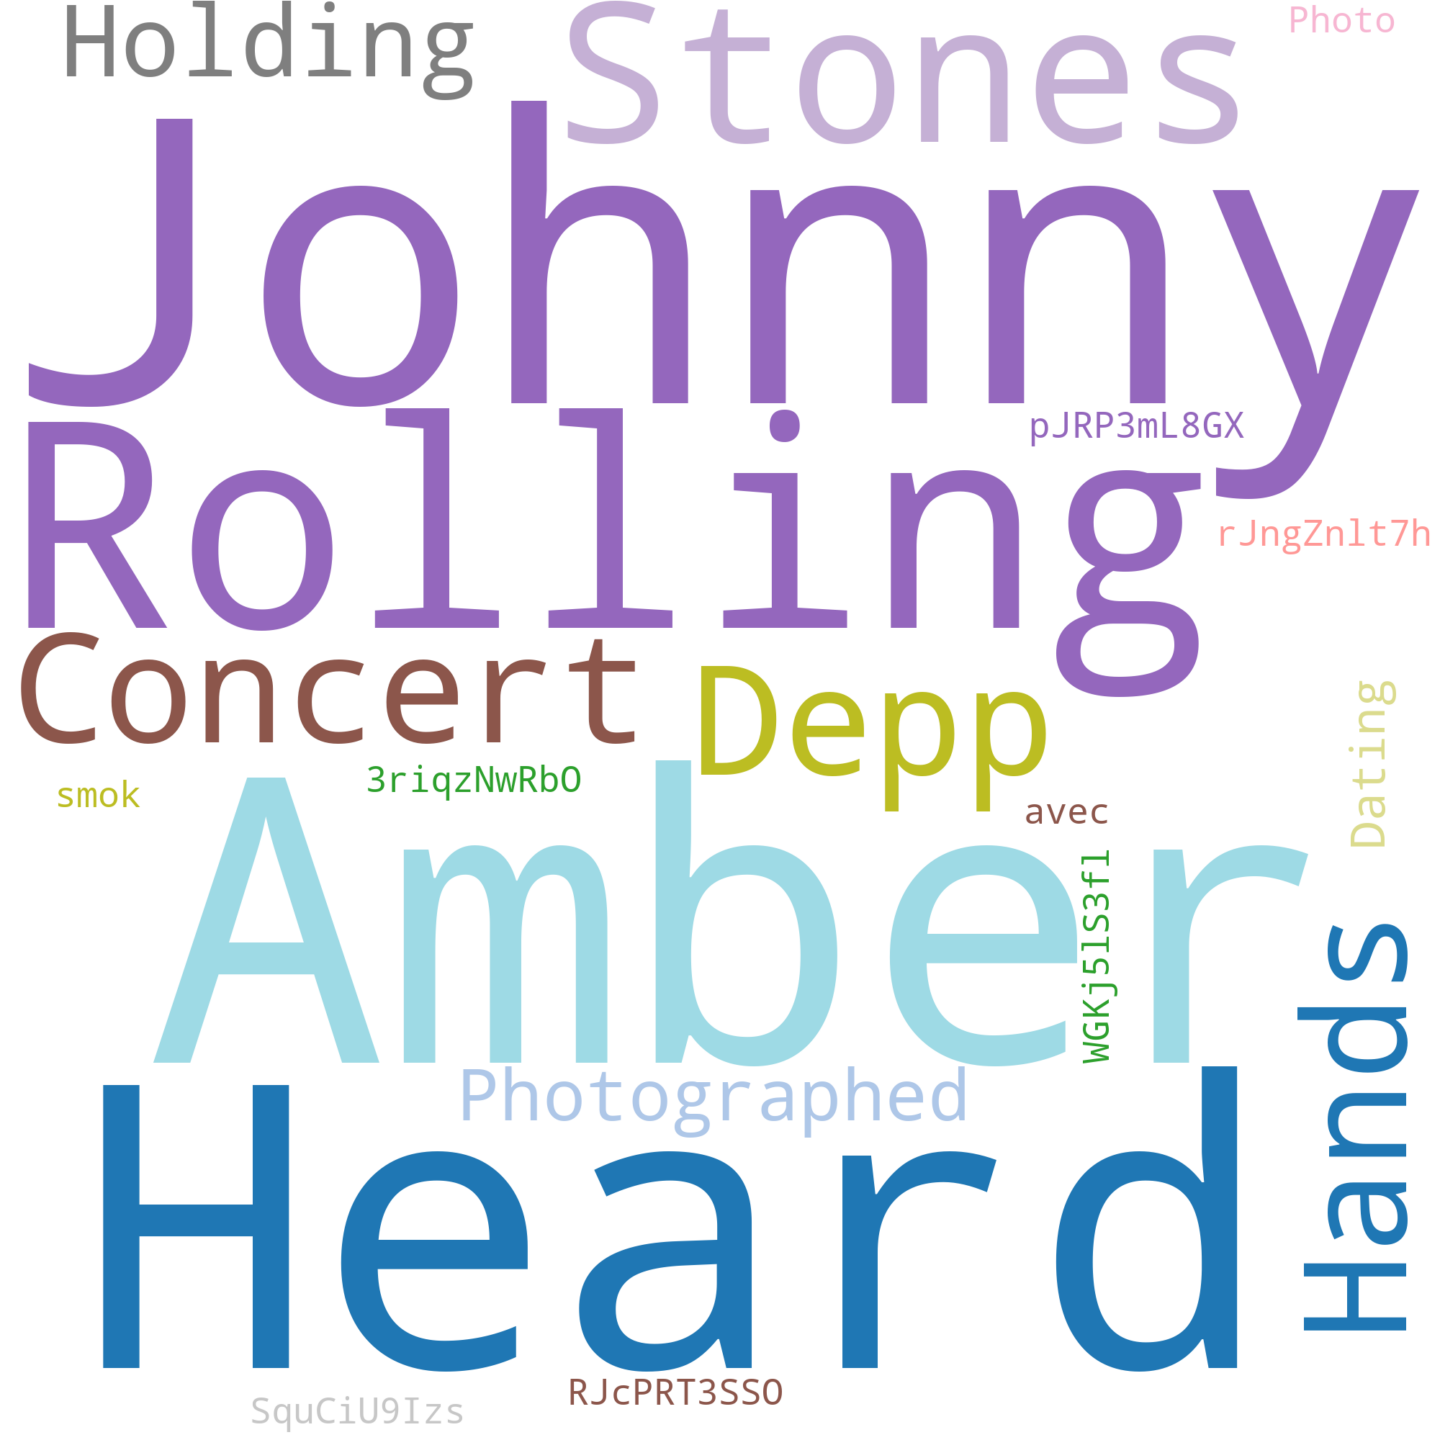 Holding
Stones
Photo
Johnny
Rolling
pJRP3mL8GX
rJngZnlt7h
Concert
Depp
Dating
smok
3riqzNwRbO
avec
Amber
WGKj5lS3fl
Hands
Photographed
Heard
RJcPRT3SSO
SquCiU9Izs